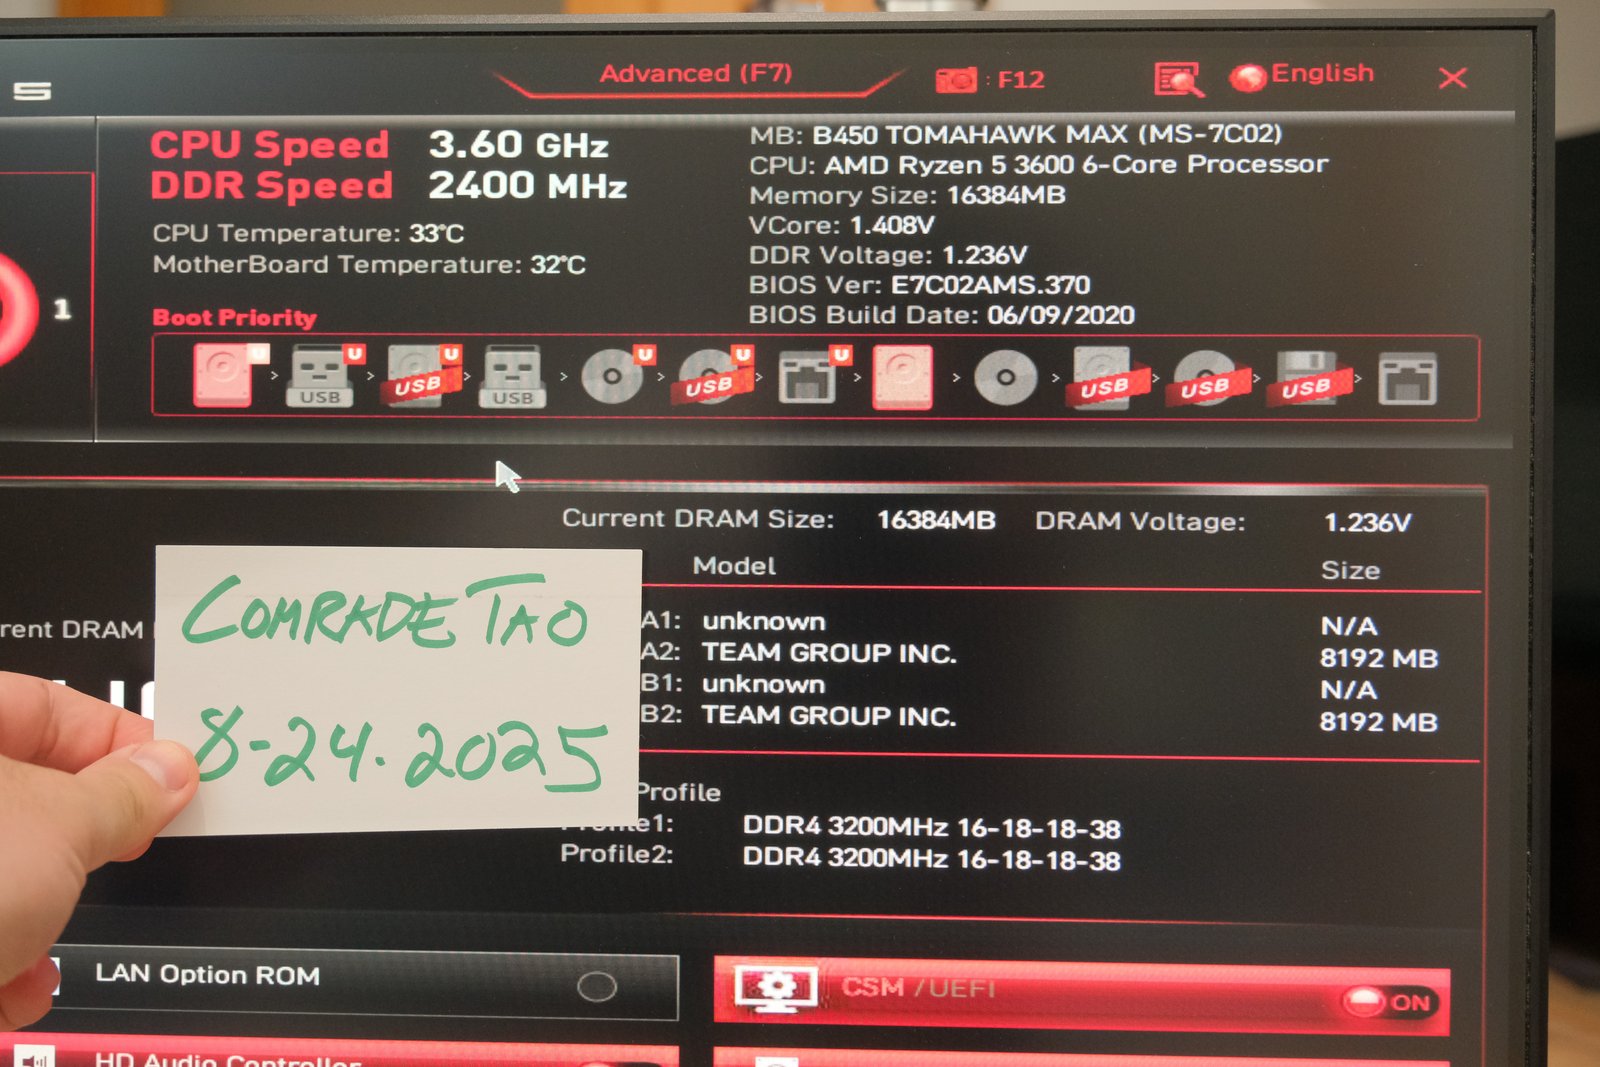 S
Advanced (F7)
: F12
English
X
CPU Speed 3.60 GHz
DDR Speed 2400 MHz
CPU Temperature: 33°C
MotherBoard Temperature: 32°C
MB: B450 TOMAHAWK MAX (MS-7C02)
CPU: AMD Ryzen 5 3600 6-Core Processor
Memory Size: 16384MB
VCore: 1.408V
DDR Voltage: 1.236V
BIOS Ver: E7C02AMS.370
BIOS Build Date: 06/09/2020
1
Boot Priority
U U U U U U
USB USB USB USB USB USB USB
Current DRAM Size: 16384MB DRAM Voltage: 1.236V
Model Size
A1: unknown N/A
A2: TEAM GROUP INC. 8192 MB
B1: unknown N/A
B2: TEAM GROUP INC. 8192 MB
rent DRAM
COMRADE TAO
8-24.2025
Profile
Profile1: DDR4 3200MHz 16-18-18-38
Profile2: DDR4 3200MHz 16-18-18-38
LAN Option ROM
CSM /UEFI ON
HD Audio Controller